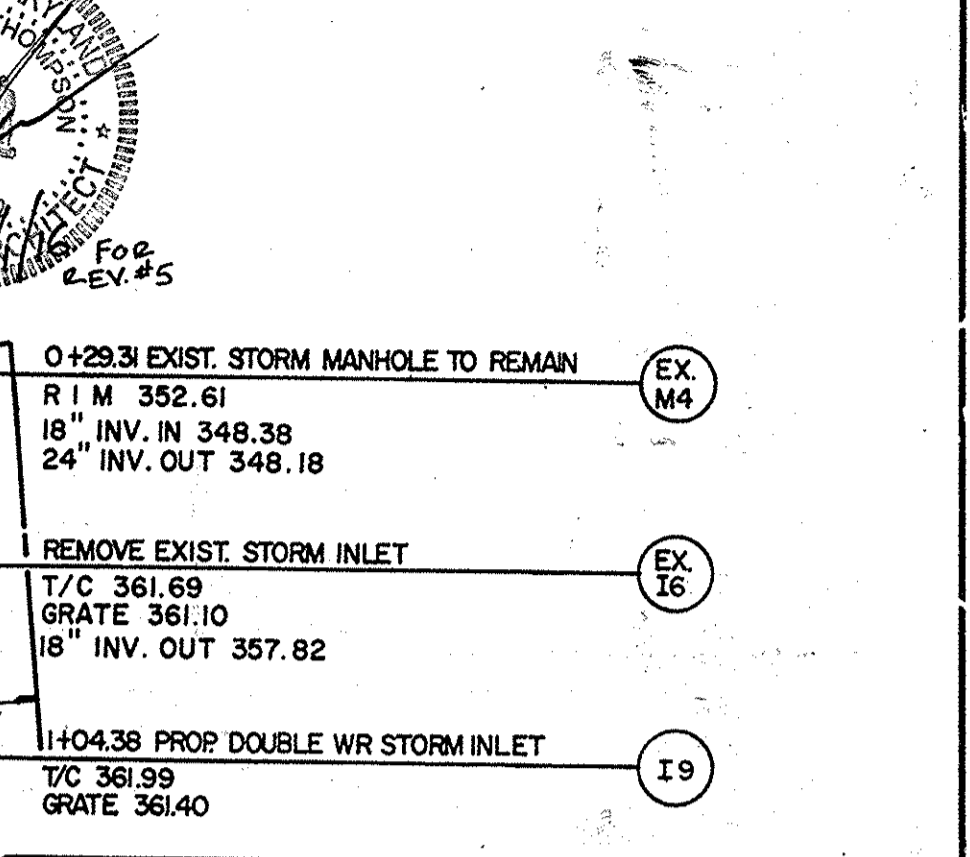 FOR
REV. #5
0+29.31 EXIST. STORM MANHOLE TO REMAIN
EX.
M4
RIM 352.61
18" INV. IN 348.38
24" INV. OUT 348.18
REMOVE EXIST. STORM INLET
EX.
I6
T/C 361.69
GRATE 361.10
18" INV. OUT 357.82
1+04.38 PROP. DOUBLE WR STORM INLET
I9
T/C 361.99
GRATE 361.40